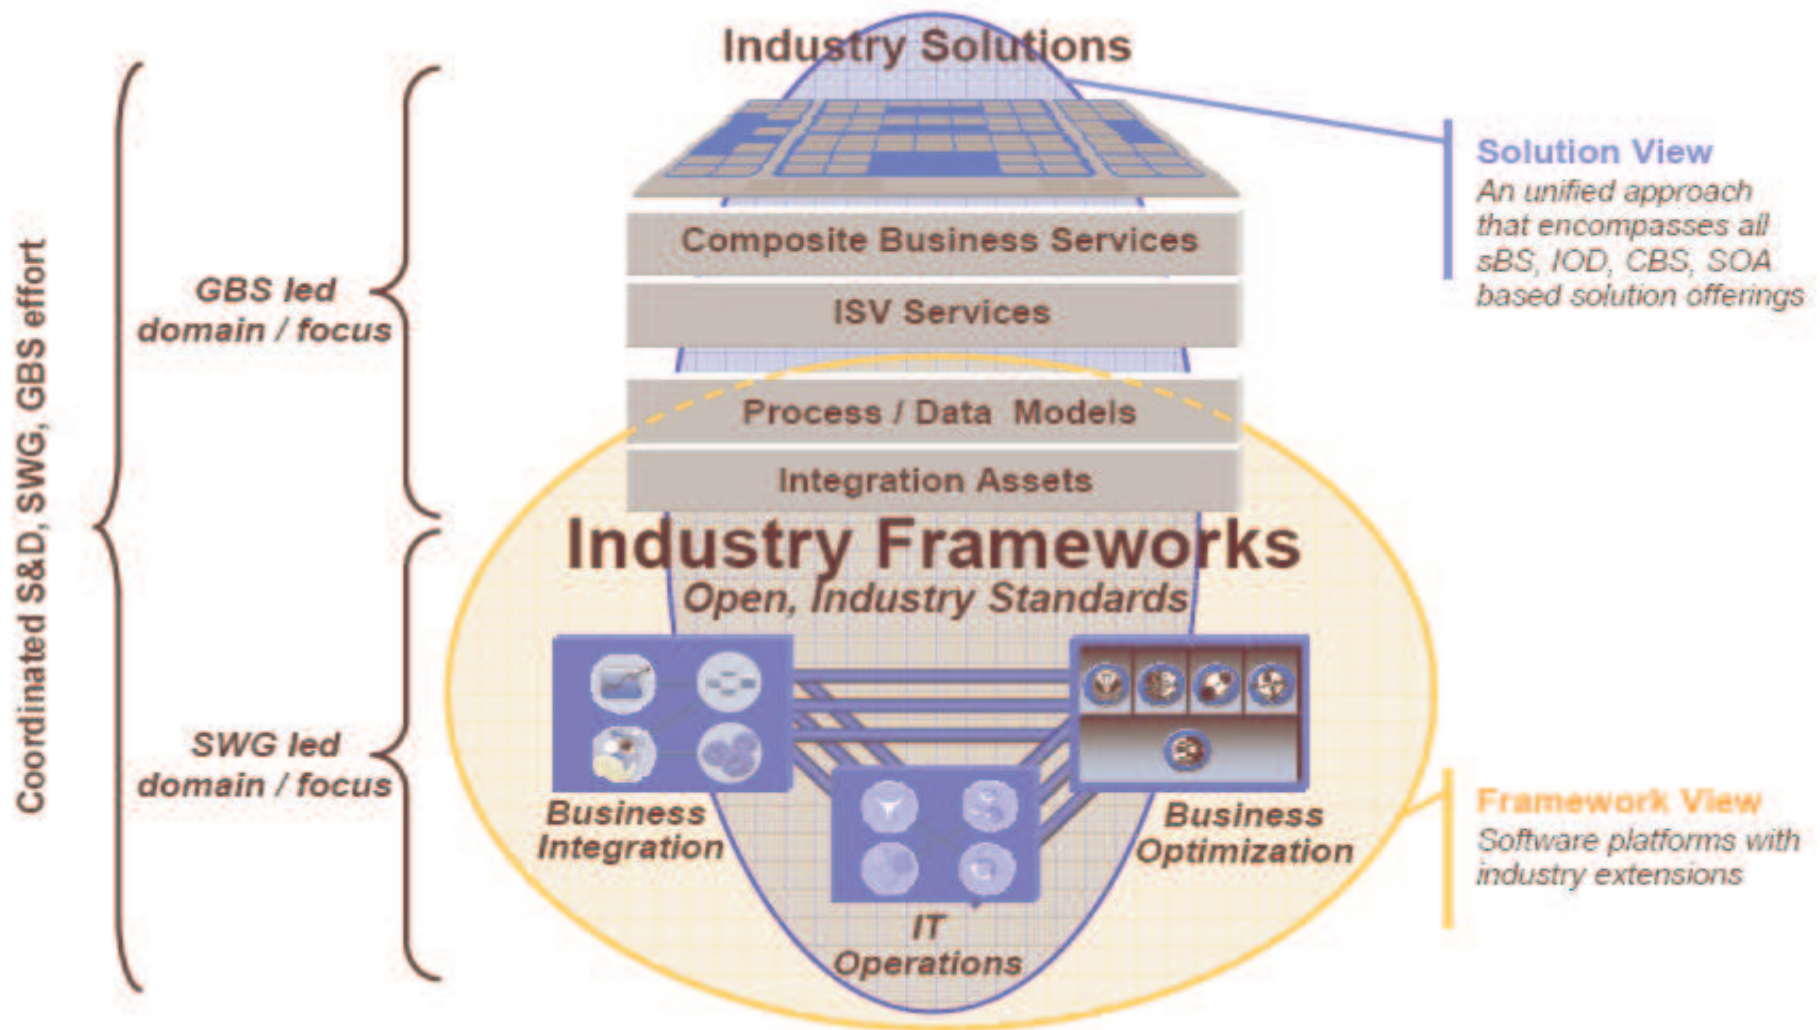 Industry Solutions
Coordinated S&D, SWG, GBS effort
GBS led
domain / focus
Composite Business Services
ISV Services
Process / Data Models
Integration Assets
Solution View
An unified approach
that encompasses all
sBS, IOD, CBS, SOA
based solution offerings
Industry Frameworks
Open, Industry Standards
SWG led
domain / focus
Business
Integration
IT
Operations
Business
Optimization
Framework View
Software platforms with
industry extensions